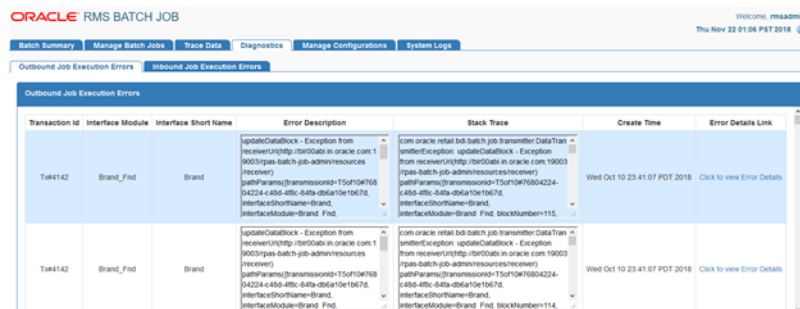 ORACLE RMS BATCH JOB
Welcome, rmsadmi
Thu Nov 22 01:06 PST 2018
Batch Summary Manage Batch Jobs Trace Data Diagnostics Manage Configurations System Logs
Outbound Job Execution Errors Inbound Job Execution Errors
Outbound Job Execution Errors
Transaction Id Interface Module Interface Short Name Error Description Stack Trace Create Time Error Details Link
Tx#4142 Brand_Fnd Brand
updateDataBlock - Exception from
receiverUrl(http://blr00abi.in.oracle.com:1
9003/rpas-batch-job-admin/resources
/receiver)
pathParams({transmissionId=T5of10#768
04224-c48d-4f8c-84fa-db6a10e1b67d,
interfaceShortName=Brand,
interfaceModule=Brand_Fnd,
com.oracle.retail.bdi.batch.job.transmitter.DataTran
smitterException: updateDataBlock - Exception
from receiverUrl(http://blr00abi.in.oracle.com:19003
/rpas-batch-job-admin/resources/receiver)
pathParams({transmissionId=T5of10#76804224-
c48d-4f8c-84fa-db6a10e1b67d,
interfaceShortName=Brand,
interfaceModule=Brand_Fnd, blockNumber=115,
Wed Oct 10 23:41:07 PDT 2018 Click to view Error Details
Tx#4142 Brand_Fnd Brand
updateDataBlock - Exception from
receiverUrl(http://blr00abi.in.oracle.com:1
9003/rpas-batch-job-admin/resources
/receiver)
pathParams({transmissionId=T5of10#768
04224-c48d-4f8c-84fa-db6a10e1b67d,
interfaceShortName=Brand,
interfaceModule=Brand_Fnd,
com.oracle.retail.bdi.batch.job.transmitter.DataTran
smitterException: updateDataBlock - Exception
from receiverUrl(http://blr00abi.in.oracle.com:19003
/rpas-batch-job-admin/resources/receiver)
pathParams({transmissionId=T5of10#76804224-
c48d-4f8c-84fa-db6a10e1b67d,
interfaceShortName=Brand,
interfaceModule=Brand_Fnd, blockNumber=114,
Wed Oct 10 23:41:07 PDT 2018 Click to view Error Details